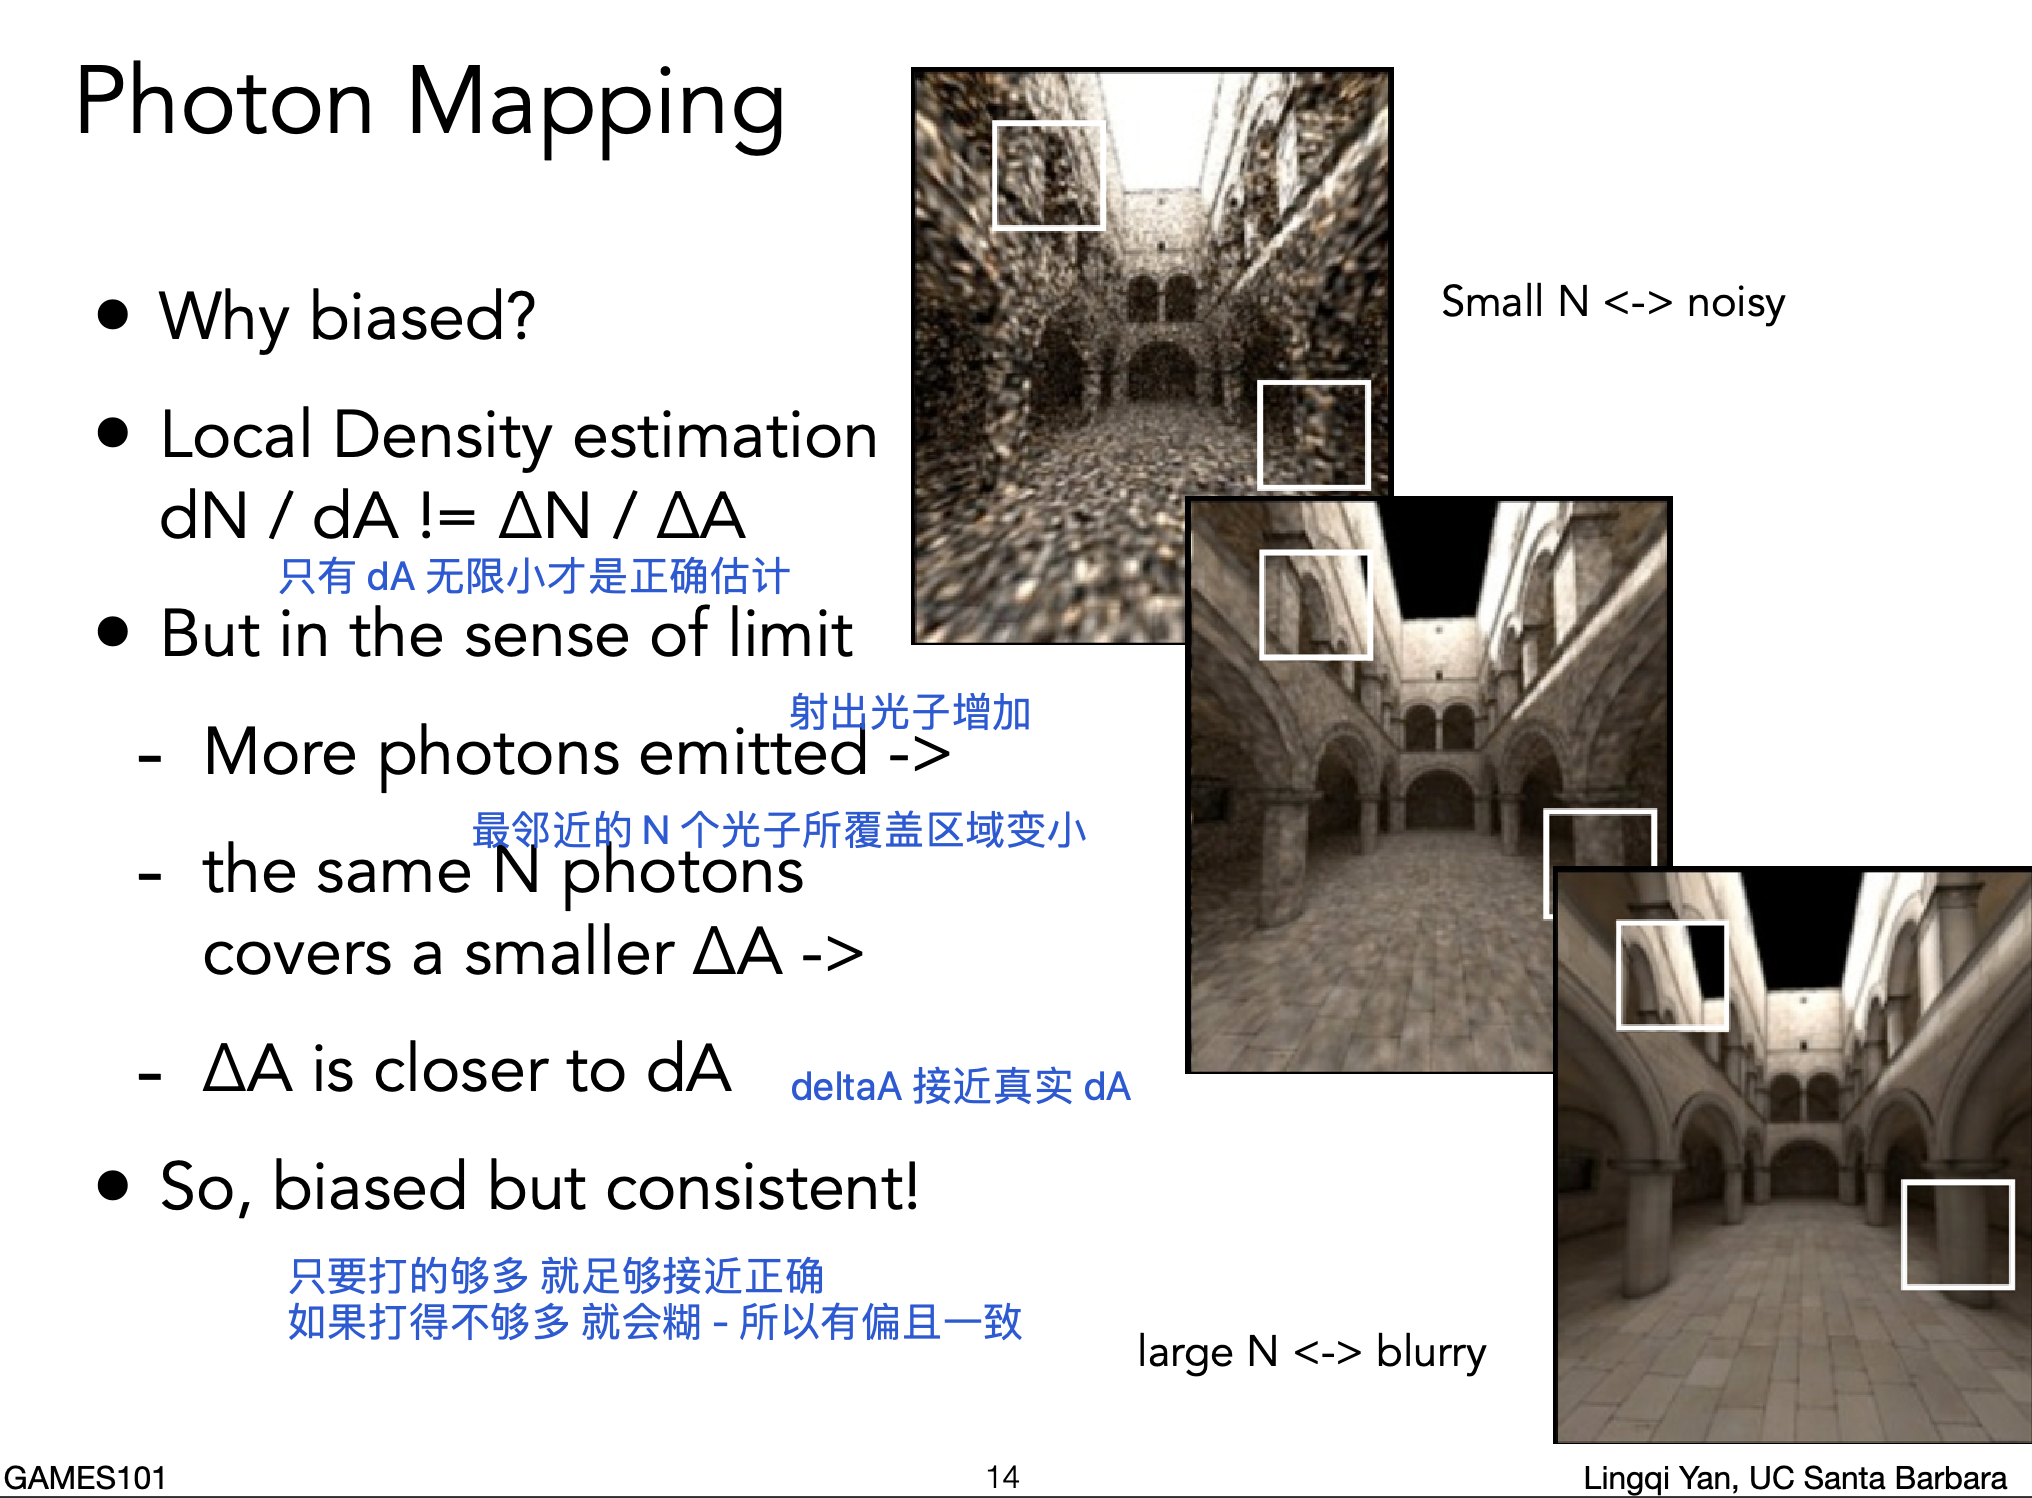 Photon Mapping
Small N <-> noisy
• Why biased?
• Local Density estimation
dN / dA != ΔN / ΔA
只有 dA 无限小才是正确估计
• But in the sense of limit
射出光子增加
- More photons emitted ->
最邻近的 N 个光子所覆盖区域变小
- the same N photons
covers a smaller ΔA ->
- ΔA is closer to dA
deltaA 接近真实 dA
• So, biased but consistent!
只要打的够多 就足够接近正确
如果打得不够多 就会糊 - 所以有偏且一致
large N <-> blurry
GAMES101
14
Lingqi Yan, UC Santa Barbara